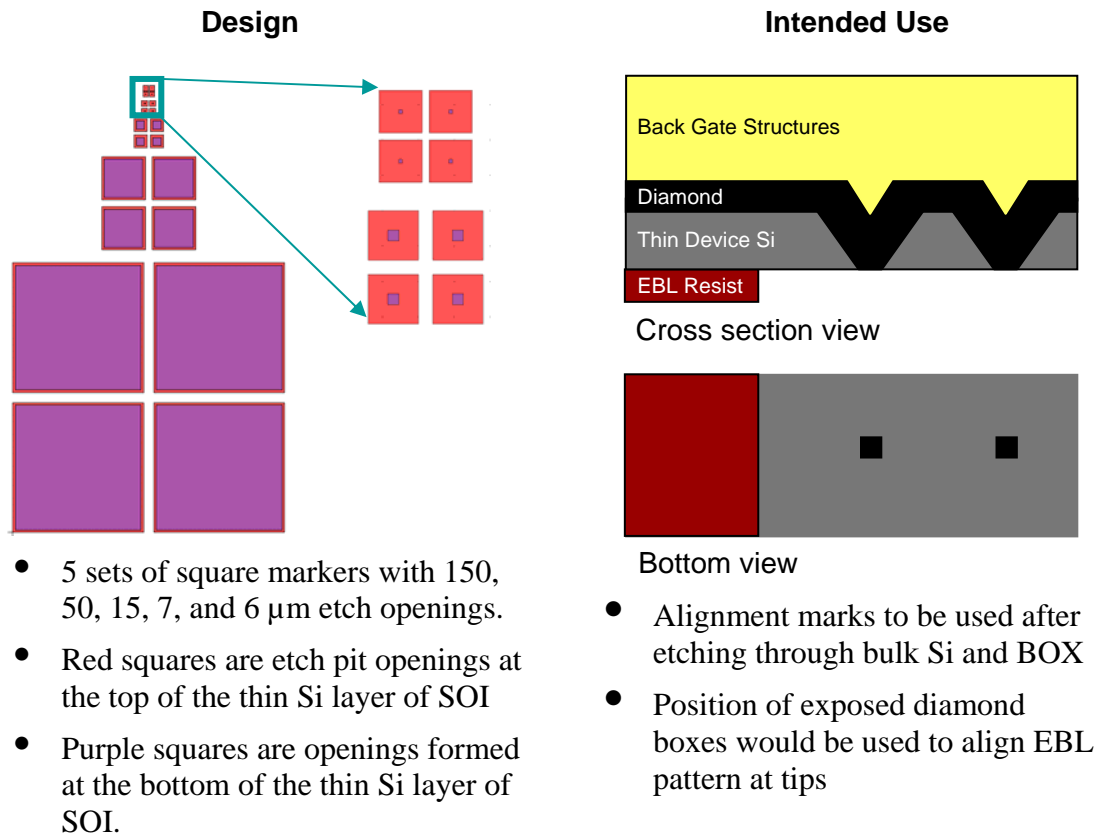 Design
• 5 sets of square markers with 150,
50, 15, 7, and 6 µm etch openings.
• Red squares are etch pit openings at
the top of the thin Si layer of SOI
• Purple squares are openings formed
at the bottom of the thin Si layer of
SOI.
Intended Use
Back Gate Structures
Diamond
Thin Device Si
EBL Resist
Cross section view
Bottom view
• Alignment marks to be used after
etching through bulk Si and BOX
• Position of exposed diamond
boxes would be used to align EBL
pattern at tips